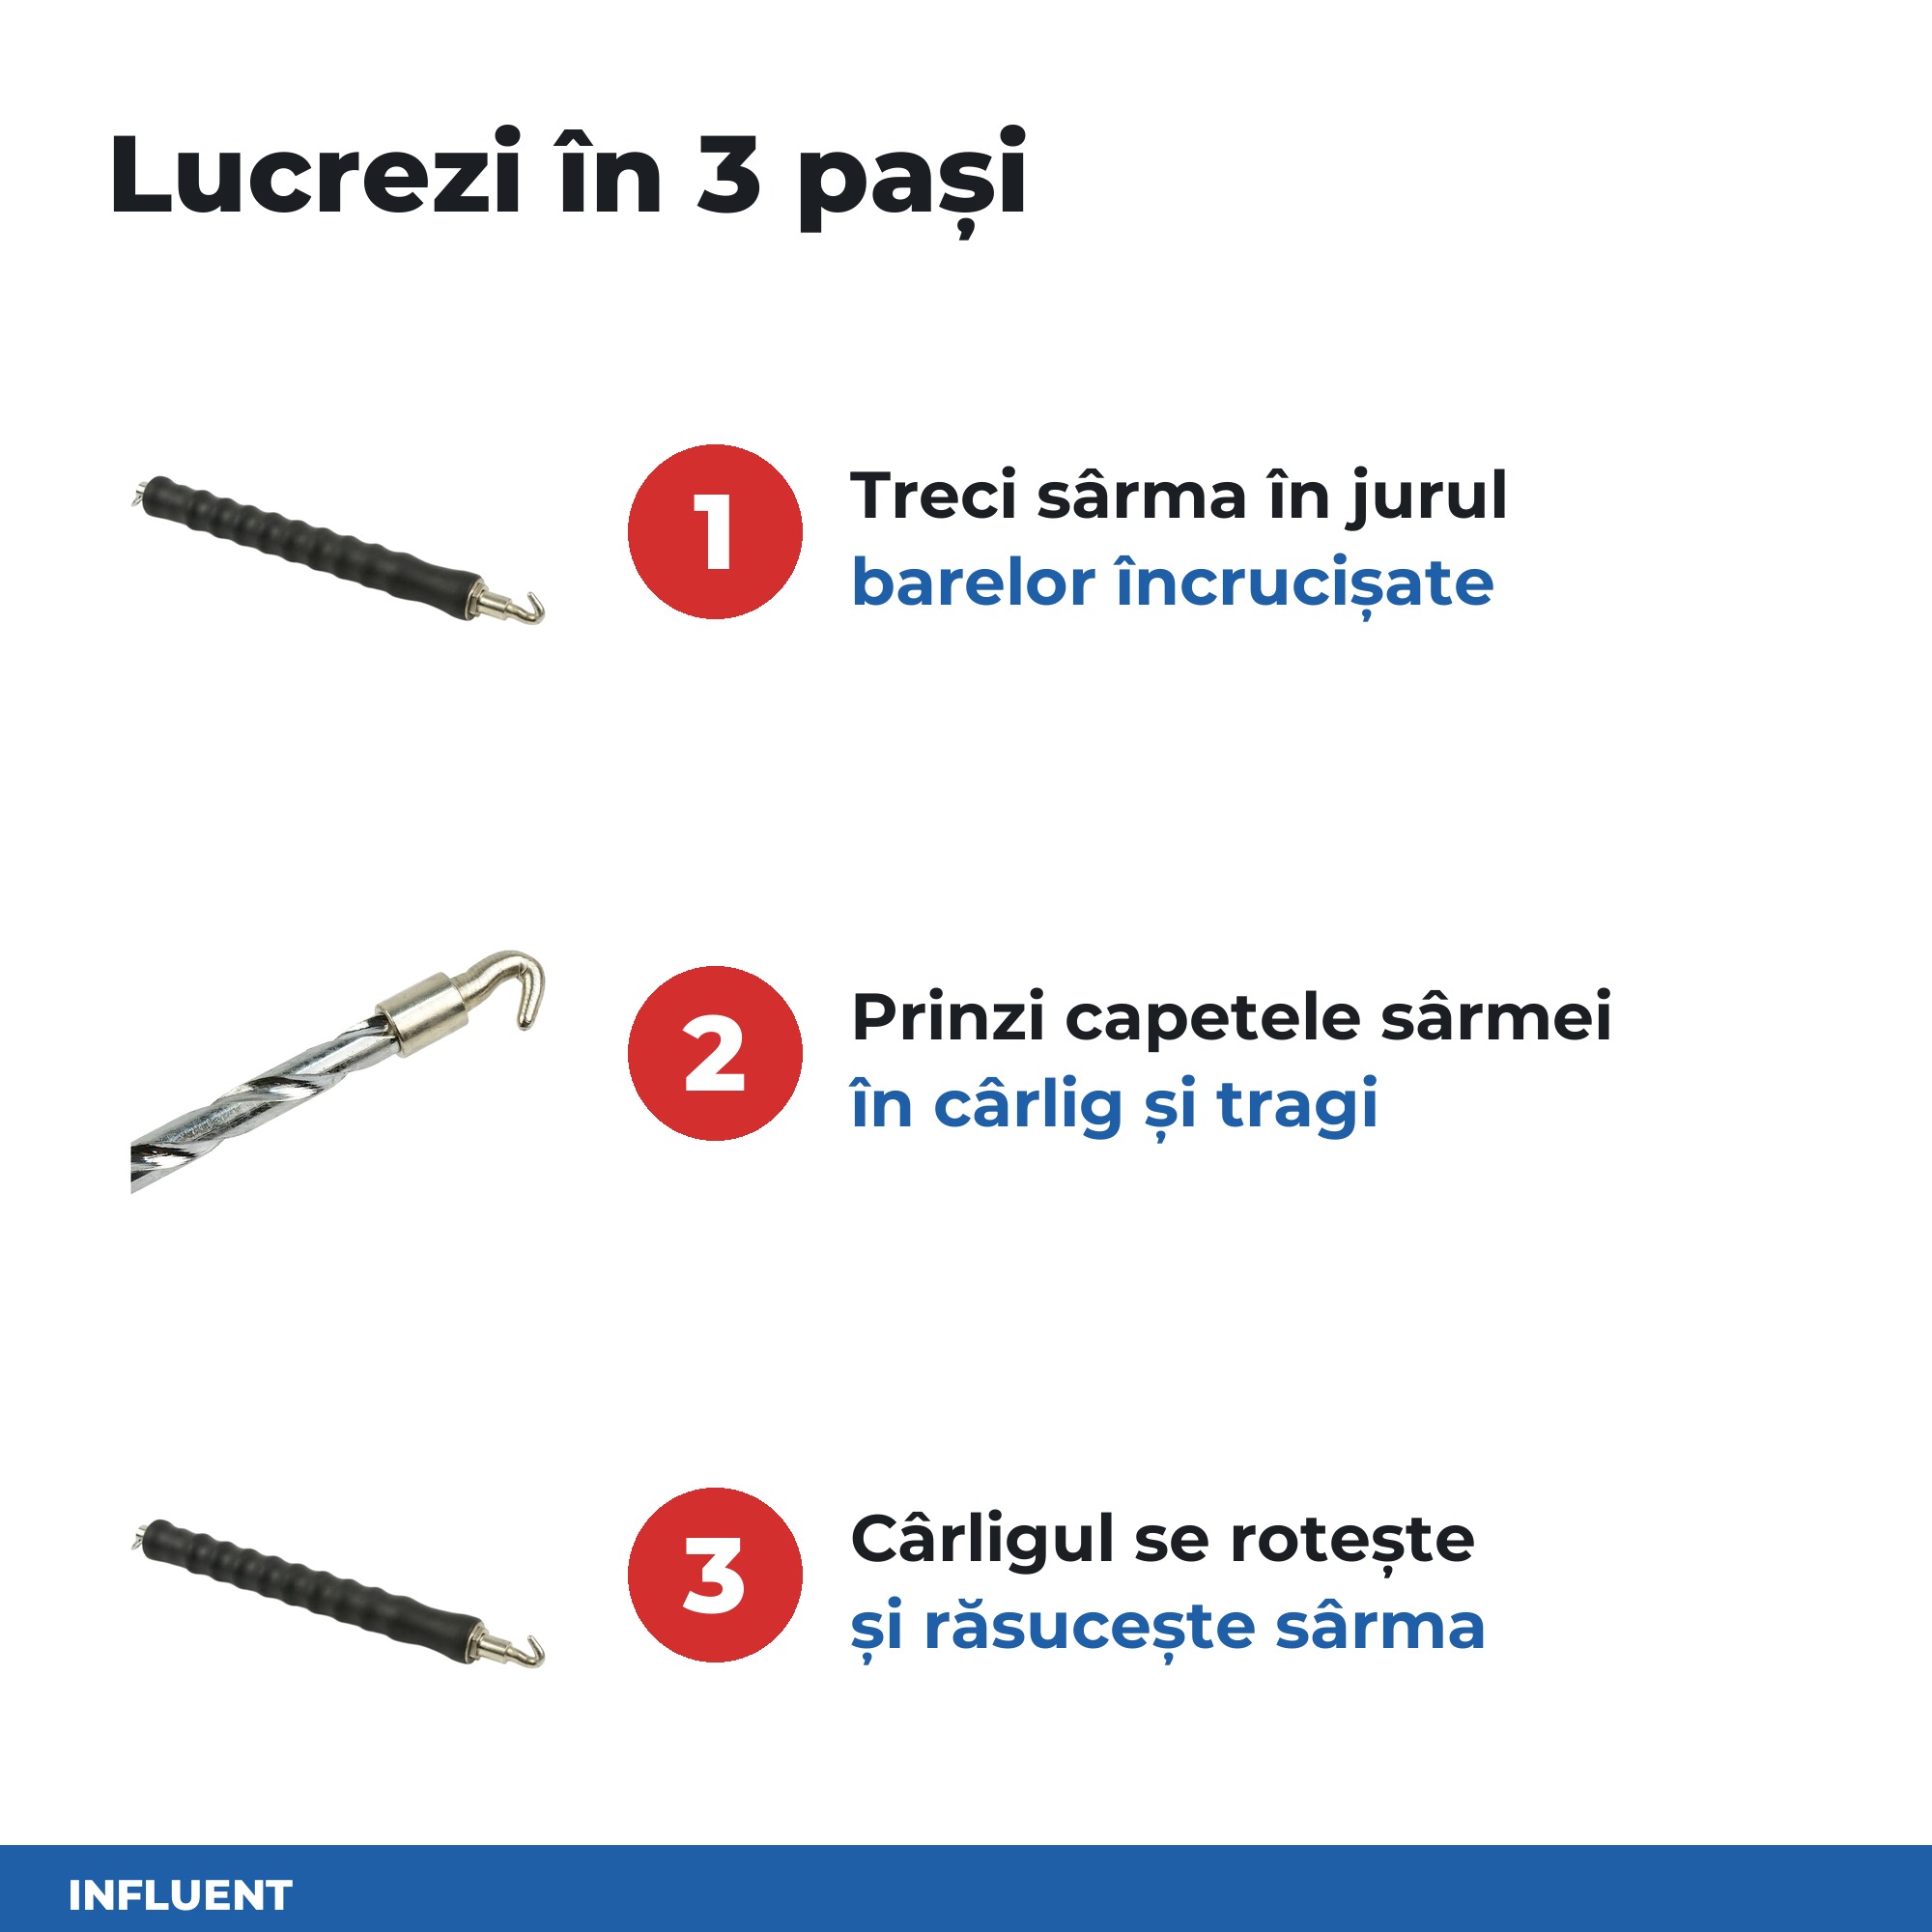 Lucrezi în 3 pași
1
Treci sârma în jurul
barelor încrucișate
2
Prinzi capetele sârmei
în cârlig și tragi
3
Cârligul se rotește
și răsucește sârma
INFLUENT